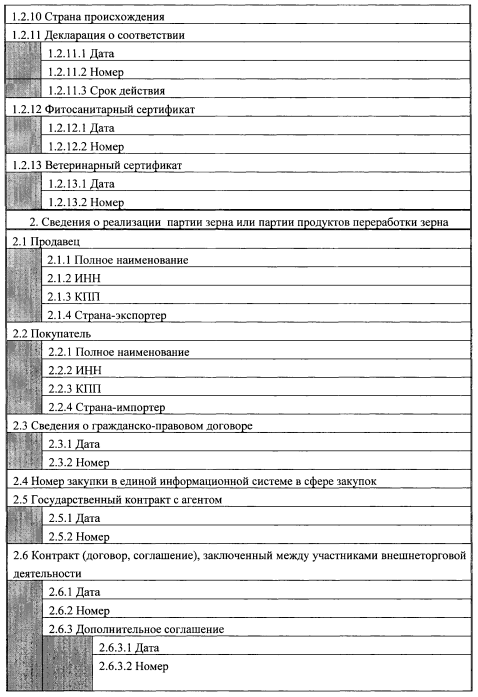 1.2.10 Страна происхождения
1.2.11 Декларация о соответствии
1.2.11.1 Дата
1.2.11.2 Номер
1.2.11.3 Срок действия
1.2.12 Фитосанитарный сертификат
1.2.12.1 Дата
1.2.12.2 Номер
1.2.13 Ветеринарный сертификат
1.2.13.1 Дата
1.2.13.2 Номер
2. Сведения о реализации партии зерна или партии продуктов переработки зерна
2.1 Продавец
2.1.1 Полное наименование
2.1.2 ИНН
2.1.3 КПП
2.1.4 Страна-экспортер
2.2 Покупатель
2.2.1 Полное наименование
2.2.2 ИНН
2.2.3 КПП
2.2.4 Страна-импортер
2.3 Сведения о гражданско-правовом договоре
2.3.1 Дата
2.3.2 Номер
2.4 Номер закупки в единой информационной системе в сфере закупок
2.5 Государственный контракт с агентом
2.5.1 Дата
2.5.2 Номер
2.6 Контракт (договор, соглашение), заключенный между участниками внешнеторговой
деятельности
2.6.1 Дата
2.6.2 Номер
2.6.3 Дополнительное соглашение
2.6.3.1 Дата
2.6.3.2 Номер